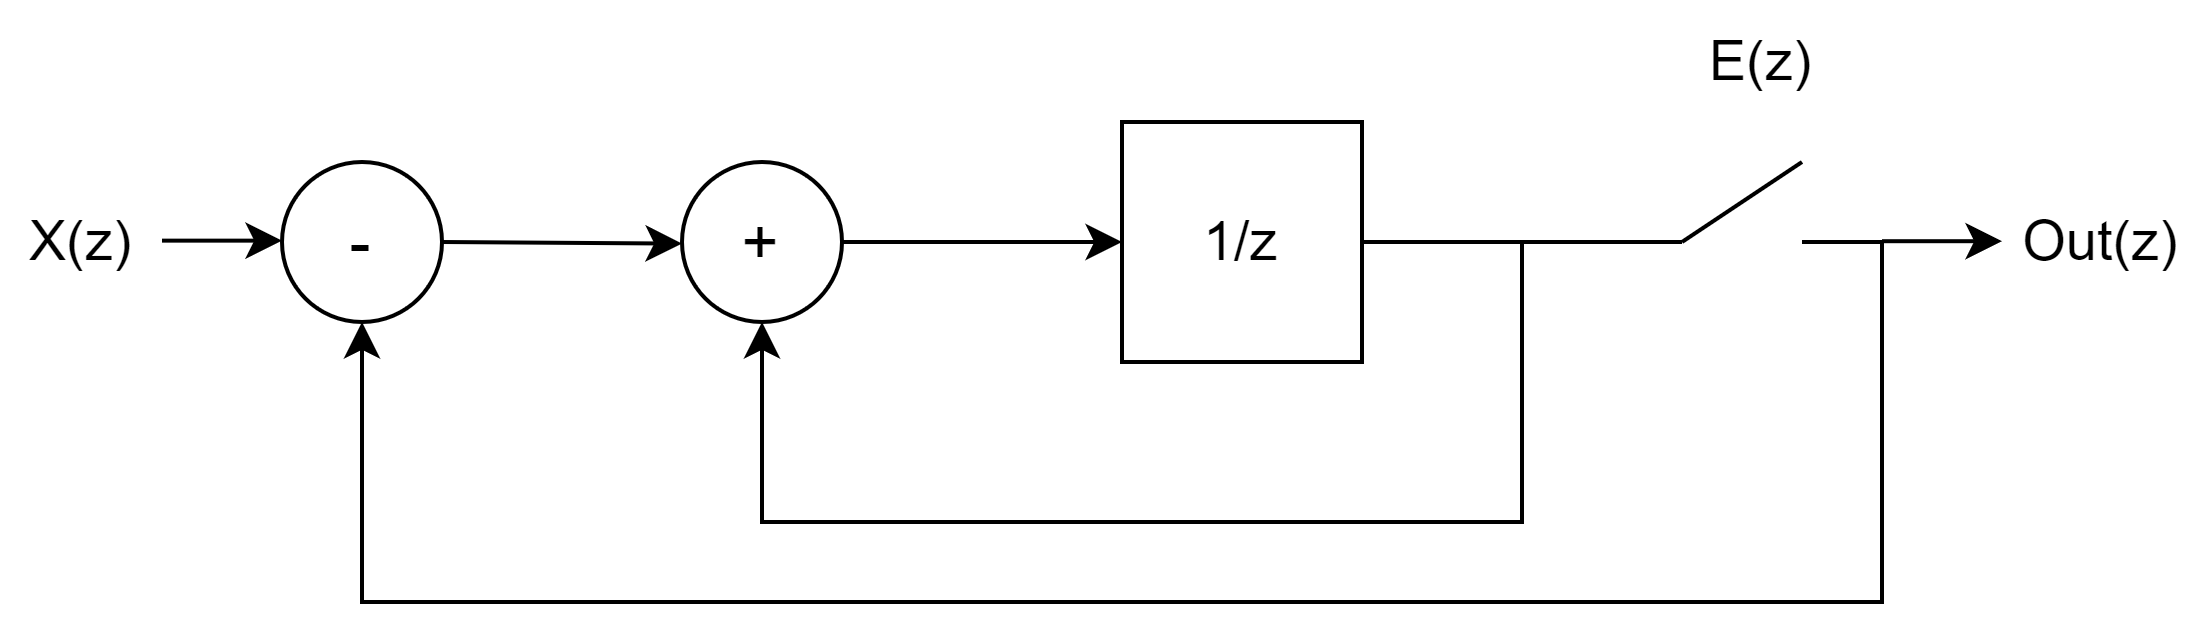 E(z)
X(z)
-
+
1/z
Out(z)